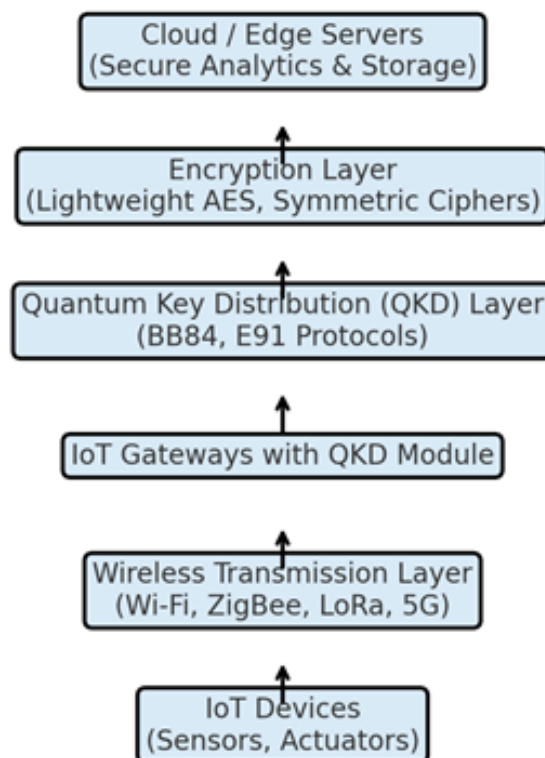 Cloud / Edge Servers
(Secure Analytics & Storage)
Encryption Layer
(Lightweight AES, Symmetric Ciphers)
Quantum Key Distribution (QKD) Layer
(BB84, E91 Protocols)
IoT Gateways with QKD Module
Wireless Transmission Layer
(Wi-Fi, ZigBee, LoRa, 5G)
IoT Devices
(Sensors, Actuators)